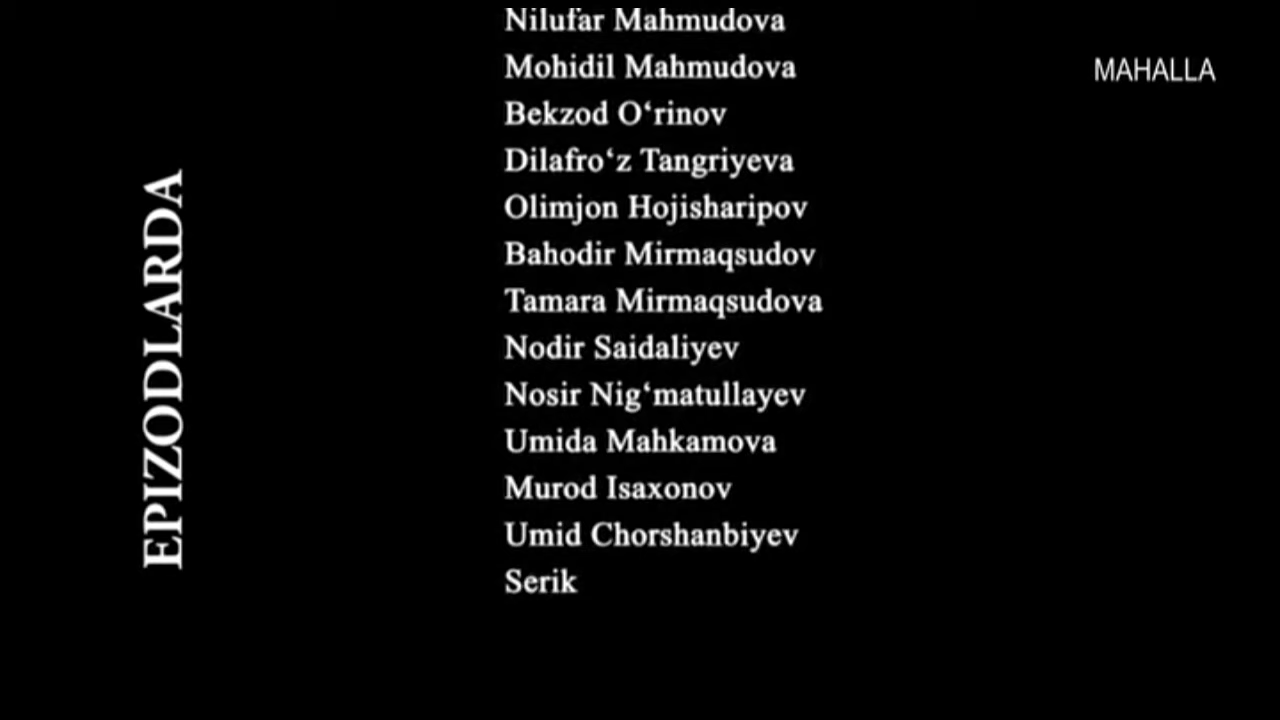 EPIZODLARDA
Nilufar Mahmudova
Mohidil Mahmudova
Bekzod O‘rinov
Dilafro‘z Tangriyeva
Olimjon Hojisharipov
Bahodir Mirmaqsudov
Tamara Mirmaqsudova
Nodir Saidaliyev
Nosir Nig‘matullayev
Umida Mahkamova
Murod Isaxonov
Umid Chorshanbiyev
Serik
MAHALLA